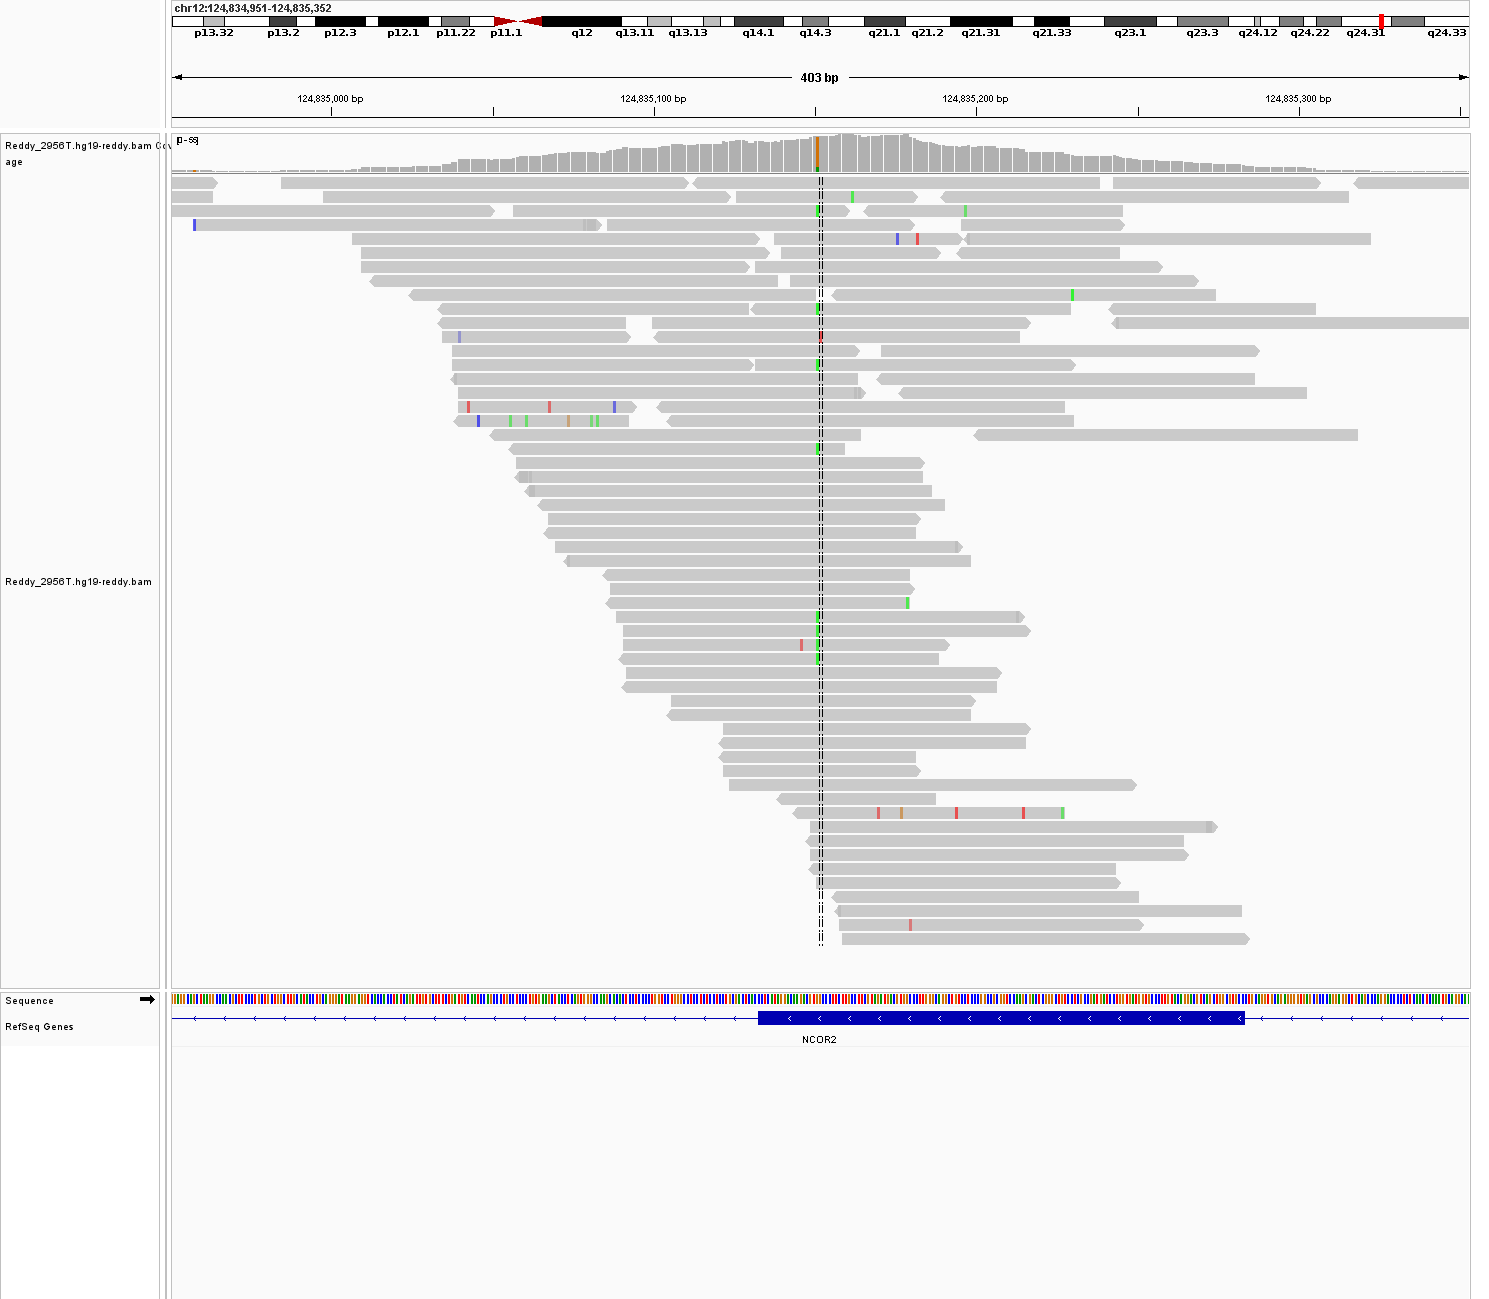 chr12:124,834,951-124,835,352
p13.32 p13.2 p12.3 p12.1 p11.22 p11.1 q12 q13.11 q13.13 q14.1 q14.3 q21.1 q21.2 q21.31 q21.33 q23.1 q23.3 q24.12 q24.22 q24.31 q24.33
403 bp
124,835,000 bp 124,835,100 bp 124,835,200 bp 124,835,300 bp
Reddy_2956T.hg19-reddy.bam Cov
age
Reddy_2956T.hg19-reddy.bam
Sequence
RefSeq Genes
NCOR2